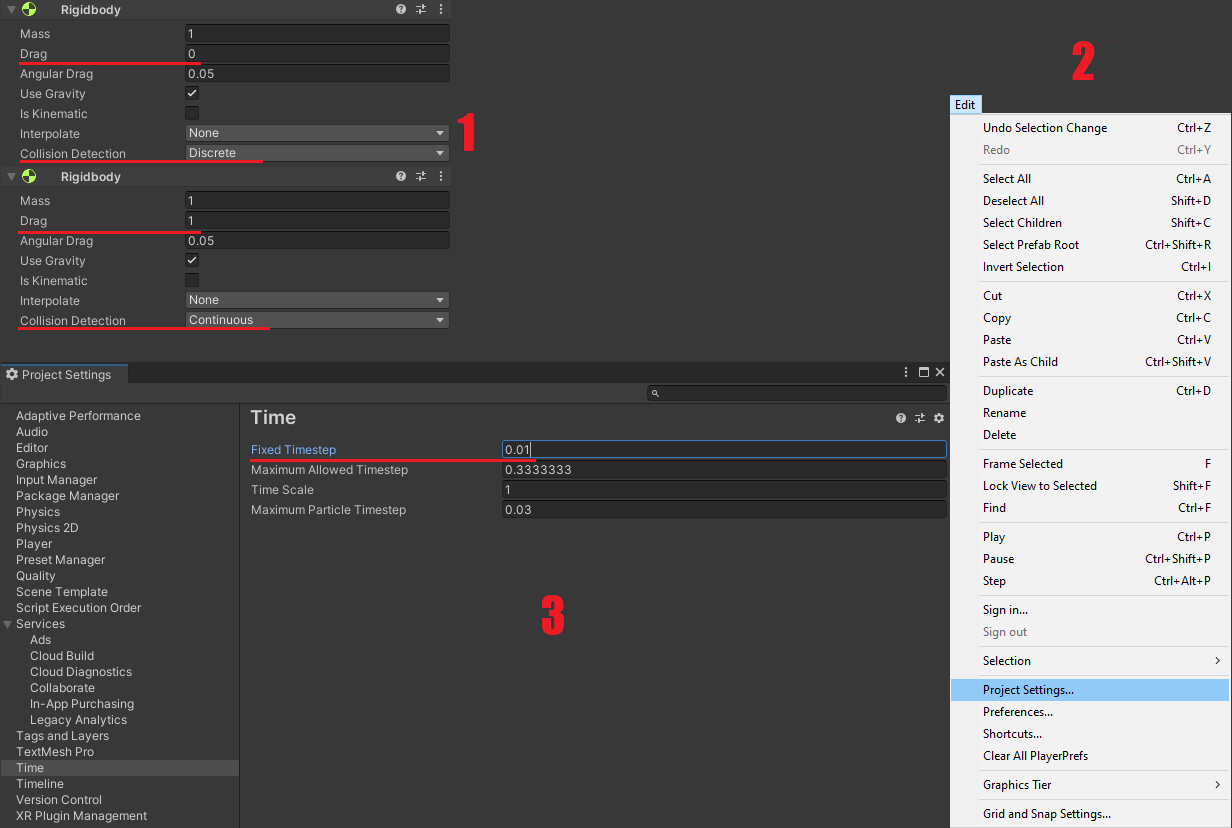 Rigidbody
Mass 1
Drag 0
Angular Drag 0.05
Use Gravity
Is Kinematic
Interpolate None
Collision Detection Discrete
1
Rigidbody
Mass 1
Drag 1
Angular Drag 0.05
Use Gravity
Is Kinematic
Interpolate None
Collision Detection Continuous
2
Edit
Undo Selection Change Ctrl+Z
Redo Ctrl+Y
Select All Ctrl+A
Deselect All Shift+D
Select Children Shift+C
Select Prefab Root Ctrl+Shift+R
Invert Selection Ctrl+I
Cut Ctrl+X
Copy Ctrl+C
Paste Ctrl+V
Paste As Child Ctrl+Shift+V
Duplicate Ctrl+D
Rename
Delete
Frame Selected F
Lock View to Selected Shift+F
Find Ctrl+F
Play Ctrl+P
Pause Ctrl+Shift+P
Step Ctrl+Alt+P
Sign in...
Sign out
Selection
Project Settings...
Preferences...
Shortcuts...
Clear All PlayerPrefs
Graphics Tier
Grid and Snap Settings...
Project Settings
Adaptive Performance
Audio
Editor
Graphics
Input Manager
Package Manager
Physics
Physics 2D
Player
Preset Manager
Quality
Scene Template
Script Execution Order
Services
Ads
Cloud Build
Cloud Diagnostics
Collaborate
In-App Purchasing
Legacy Analytics
Tags and Layers
TextMesh Pro
Time
Timeline
Version Control
XR Plugin Management
Time
Fixed Timestep 0.01
Maximum Allowed Timestep 0.3333333
Time Scale 1
Maximum Particle Timestep 0.03
3